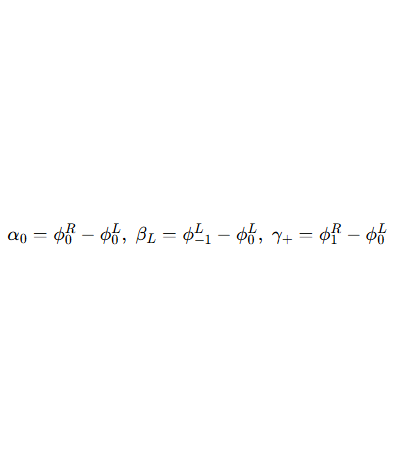 α₀ = ϕ₀ᴿ − ϕ₀ᴸ, β_L = ϕ₋₁ᴸ − ϕ₀ᴸ, γ₊ = ϕ₁ᴿ − ϕ₀ᴸ